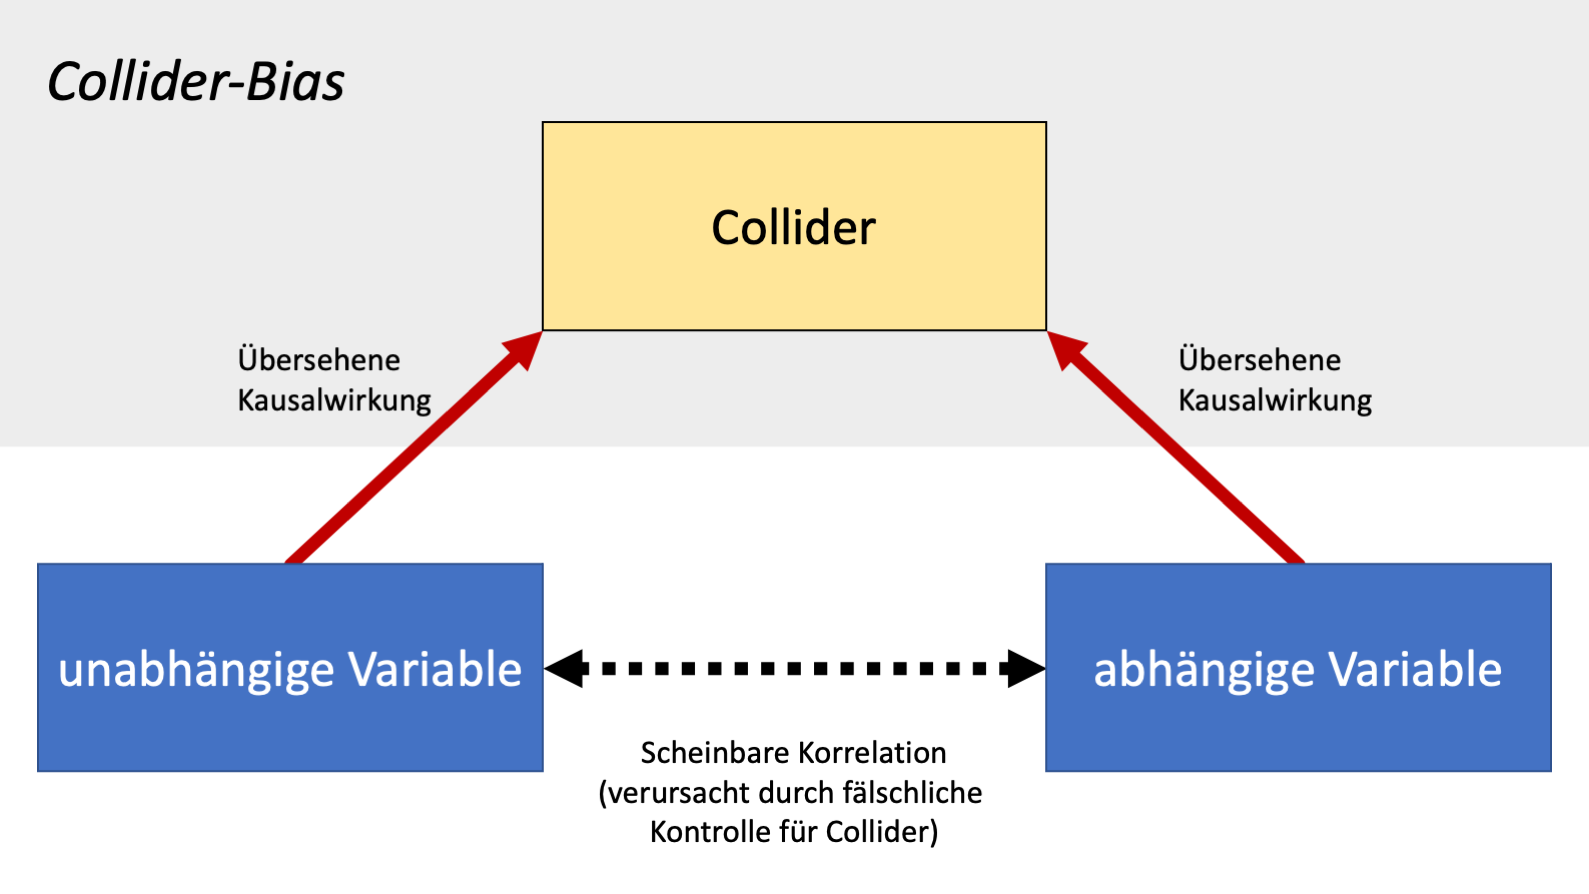 Collider-Bias
Collider
Übersehene
Kausalwirkung
Übersehene
Kausalwirkung
unabhängige Variable
abhängige Variable
Scheinbare Korrelation
(verursacht durch fälschliche
Kontrolle für Collider)